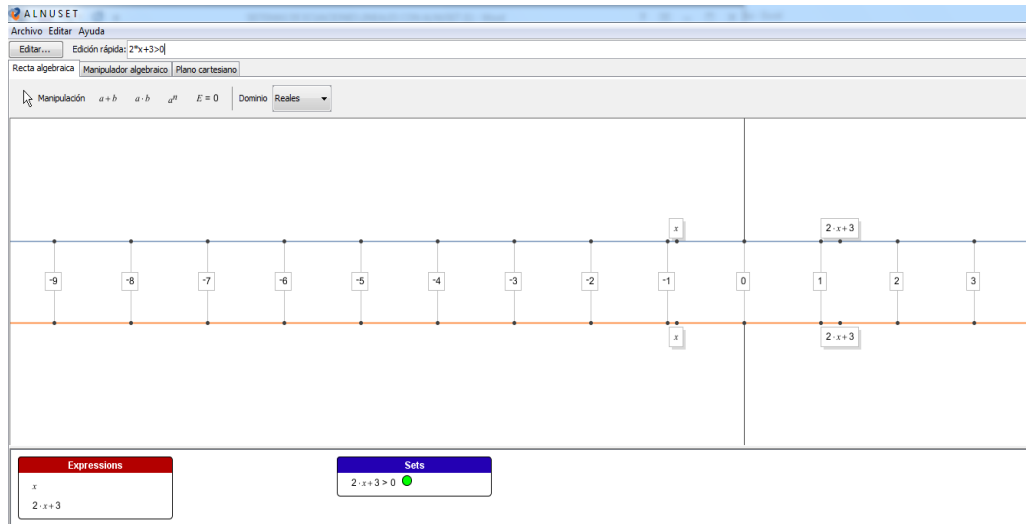 ALNUSET
Archivo Editar Ayuda
Editar... Edición rápida: 2*x+3>0
Recta algebraica Manipulador algebraico Plano cartesiano
Manipulación a+b a·b aⁿ E = 0 Dominio Reales
x 2·x+3
-9 -8 -7 -6 -5 -4 -3 -2 -1 0 1 2 3
x 2·x+3
Expressions
x
2·x+3
Sets
2·x+3 > 0